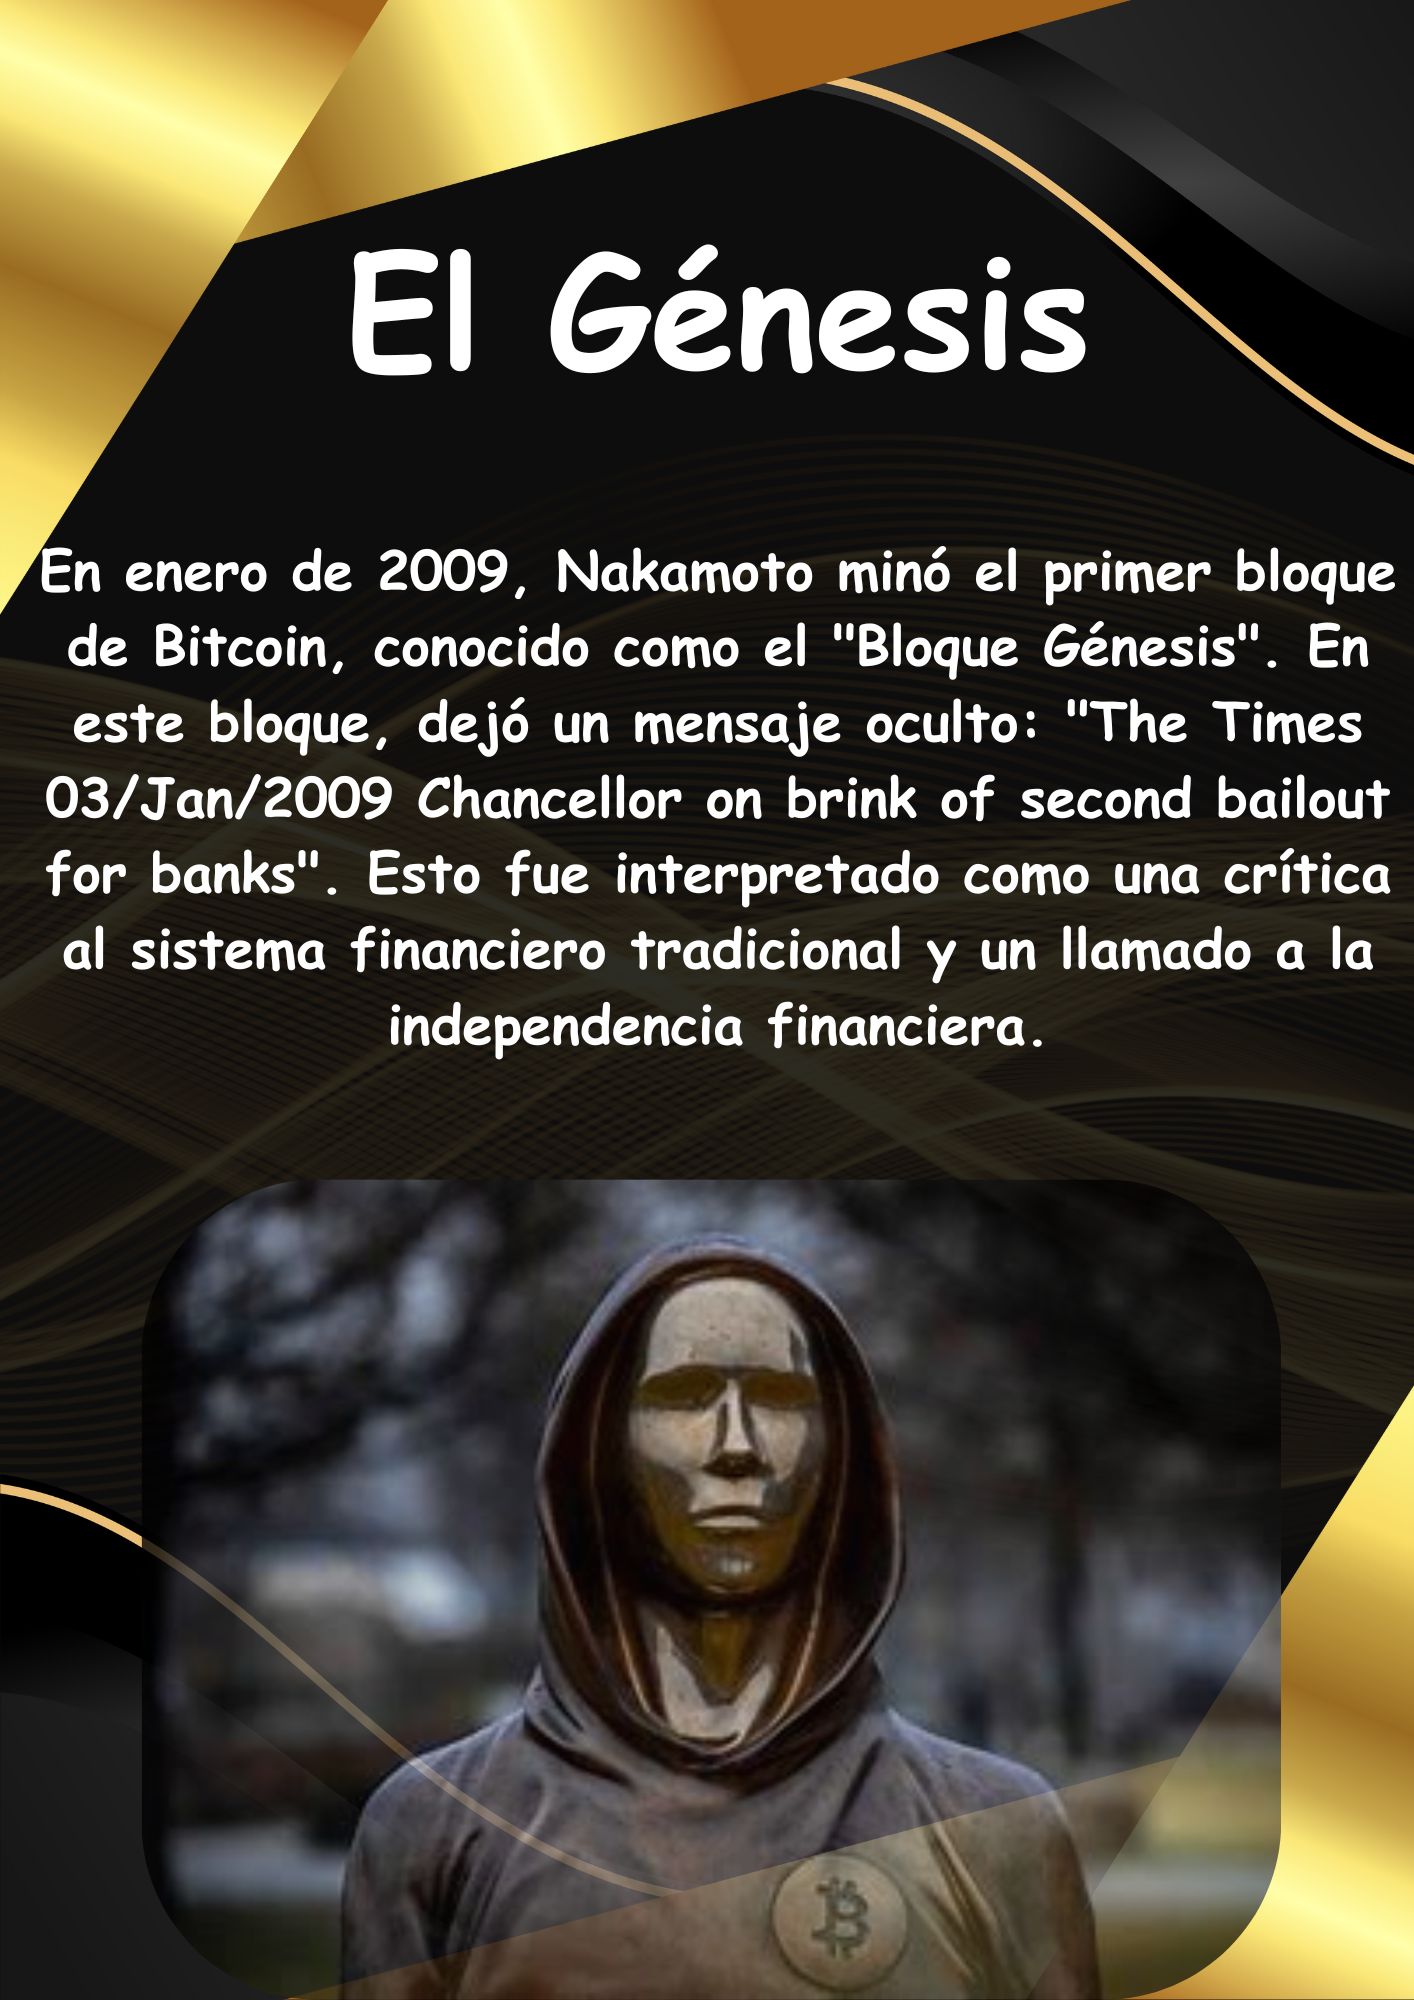 El Génesis
En enero de 2009, Nakamoto minó el primer bloque
de Bitcoin, conocido como el "Bloque Génesis". En
este bloque, dejó un mensaje oculto: "The Times
03/Jan/2009 Chancellor on brink of second bailout
for banks". Esto fue interpretado como una crítica
al sistema financiero tradicional y un llamado a la
independencia financiera.